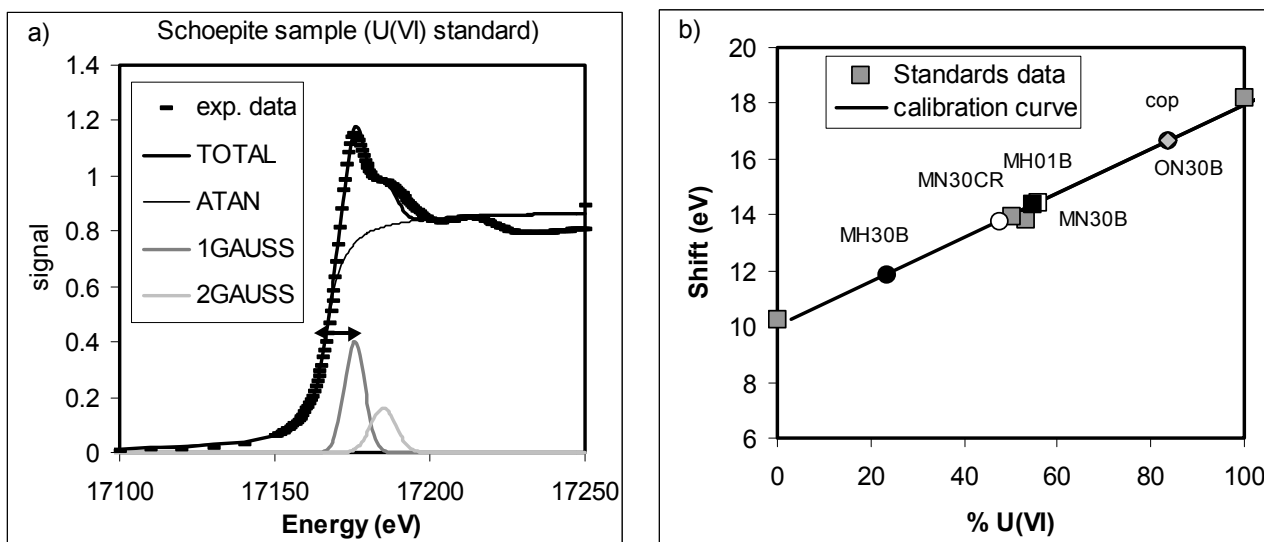 a)
Schoepite sample (U(VI) standard)
1.4
1.2
1
0.8
0.6
0.4
0.2
0
signal
exp. data
TOTAL
ATAN
1GAUSS
2GAUSS
17100
17150
17200
17250
Energy (eV)
b)
20
18
16
14
12
10
8
6
Shift (eV)
Standards data
calibration curve
cop
MH01B
MN30CR
ON30B
MN30B
MH30B
0
20
40
60
80
100
% U(VI)